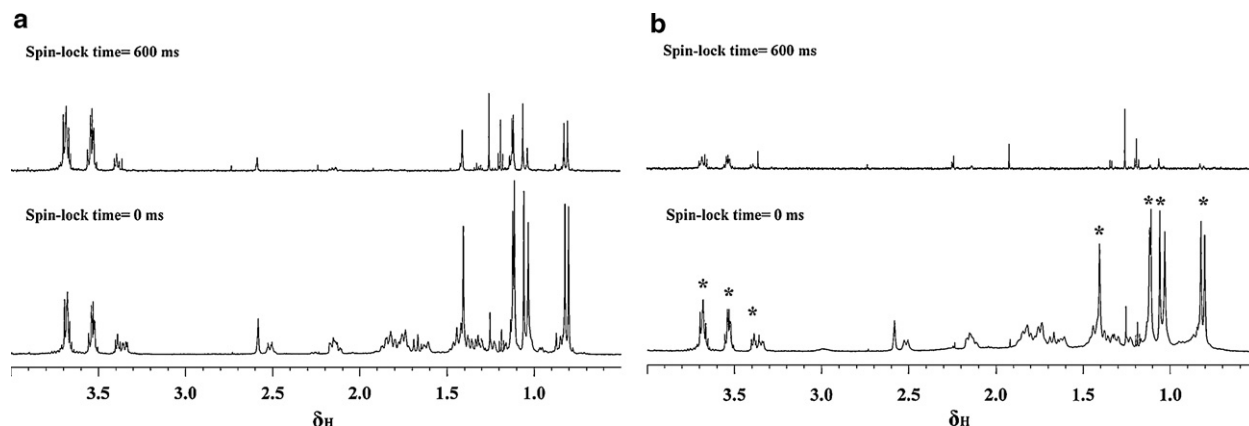 a
Spin-lock time= 600 ms
Spin-lock time= 0 ms
3.5 3.0 2.5 2.0 1.5 1.0
δH
b
Spin-lock time= 600 ms
Spin-lock time= 0 ms
* * * * * * *
3.5 3.0 2.5 2.0 1.5 1.0
δH